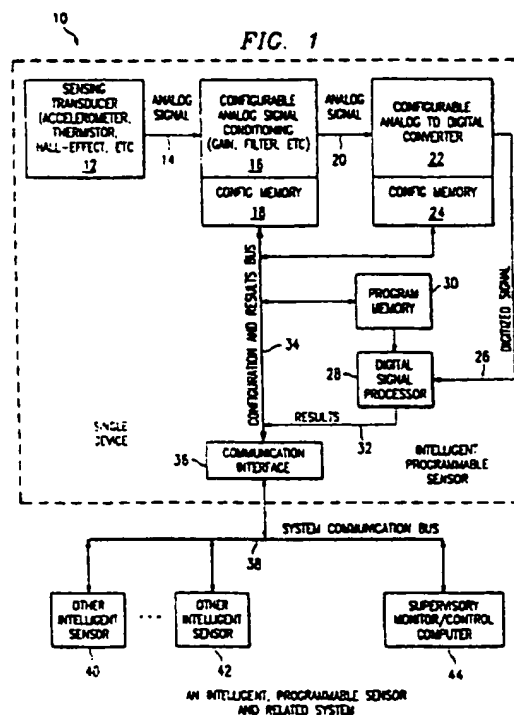 10
FIG. 1
SENSING
TRANSDUCER
(ACCELEROMETER,
THERMISTOR,
HALL-EFFECT, ETC
12
ANALOG
SIGNAL
14
CONFIGURABLE
ANALOG SIGNAL
CONDITIONING
(GAIN, FILTER, ETC)
16
CONFIG MEMORY
18
ANALOG
SIGNAL
20
CONFIGURABLE
ANALOG TO DIGITAL
CONVERTER
22
CONFIG MEMORY
24
CONFIGURATION AND RESULTS BUS
34
30
PROGRAM
MEMORY
28
DIGITAL
SIGNAL
PROCESSOR
DIGITIZED SIGNAL
26
RESULTS
32
SINGLE
DEVICE
36
COMMUNICATION
INTERFACE
INTELLIGENT
PROGRAMMABLE
SENSOR
SYSTEM COMMUNICATION BUS
38
OTHER
INTELLIGENT
SENSOR
40
...
OTHER
INTELLIGENT
SENSOR
42
SUPERVISORY
MONITOR/CONTROL
COMPUTER
44
AN INTELLIGENT, PROGRAMMABLE SENSOR
AND RELATED SYSTEM